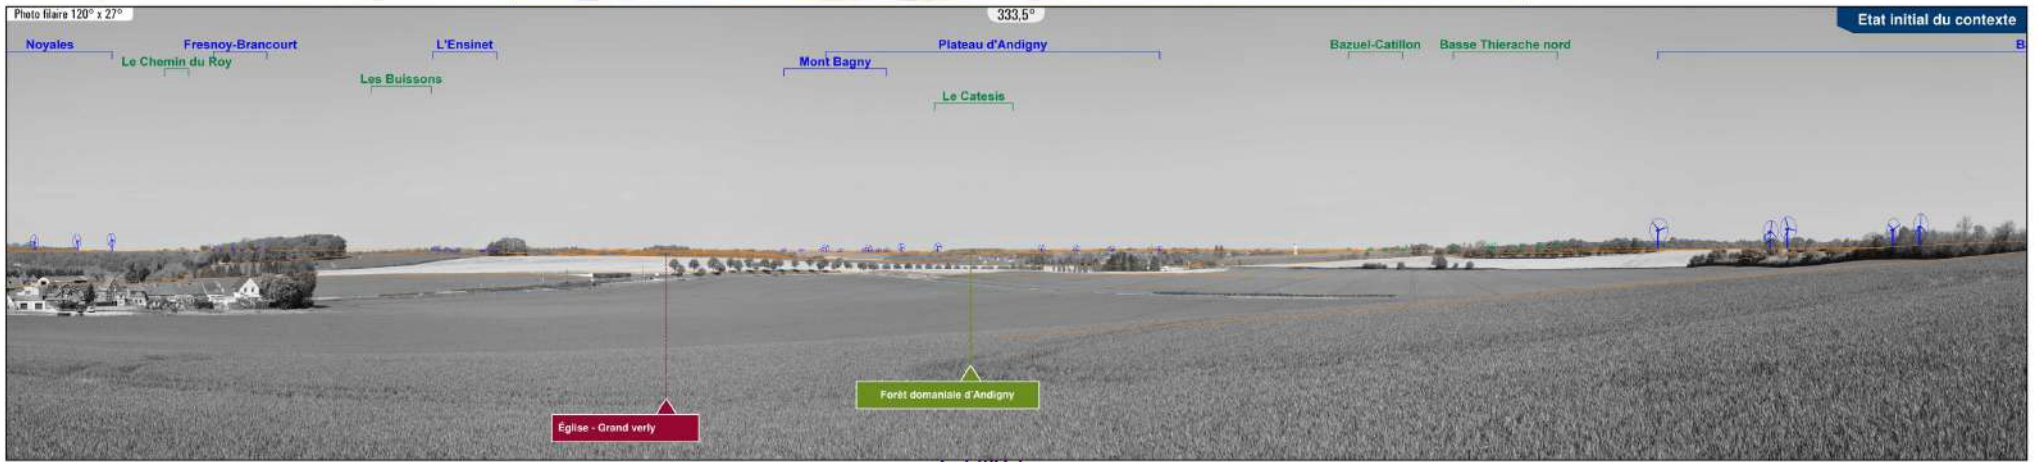 Photo filaire 120° x 27°
333,5°
Etat initial du contexte
Noyales
Fresnoy-Brancourt
L'Ensinet
Plateau d'Andigny
Bazuel-Catillon
Basse Thierache nord
Le Chemin du Roy
Mont Bagny
Les Buissons
Le Catesis
Forêt domaniale d'Andigny
Église - Grand verly